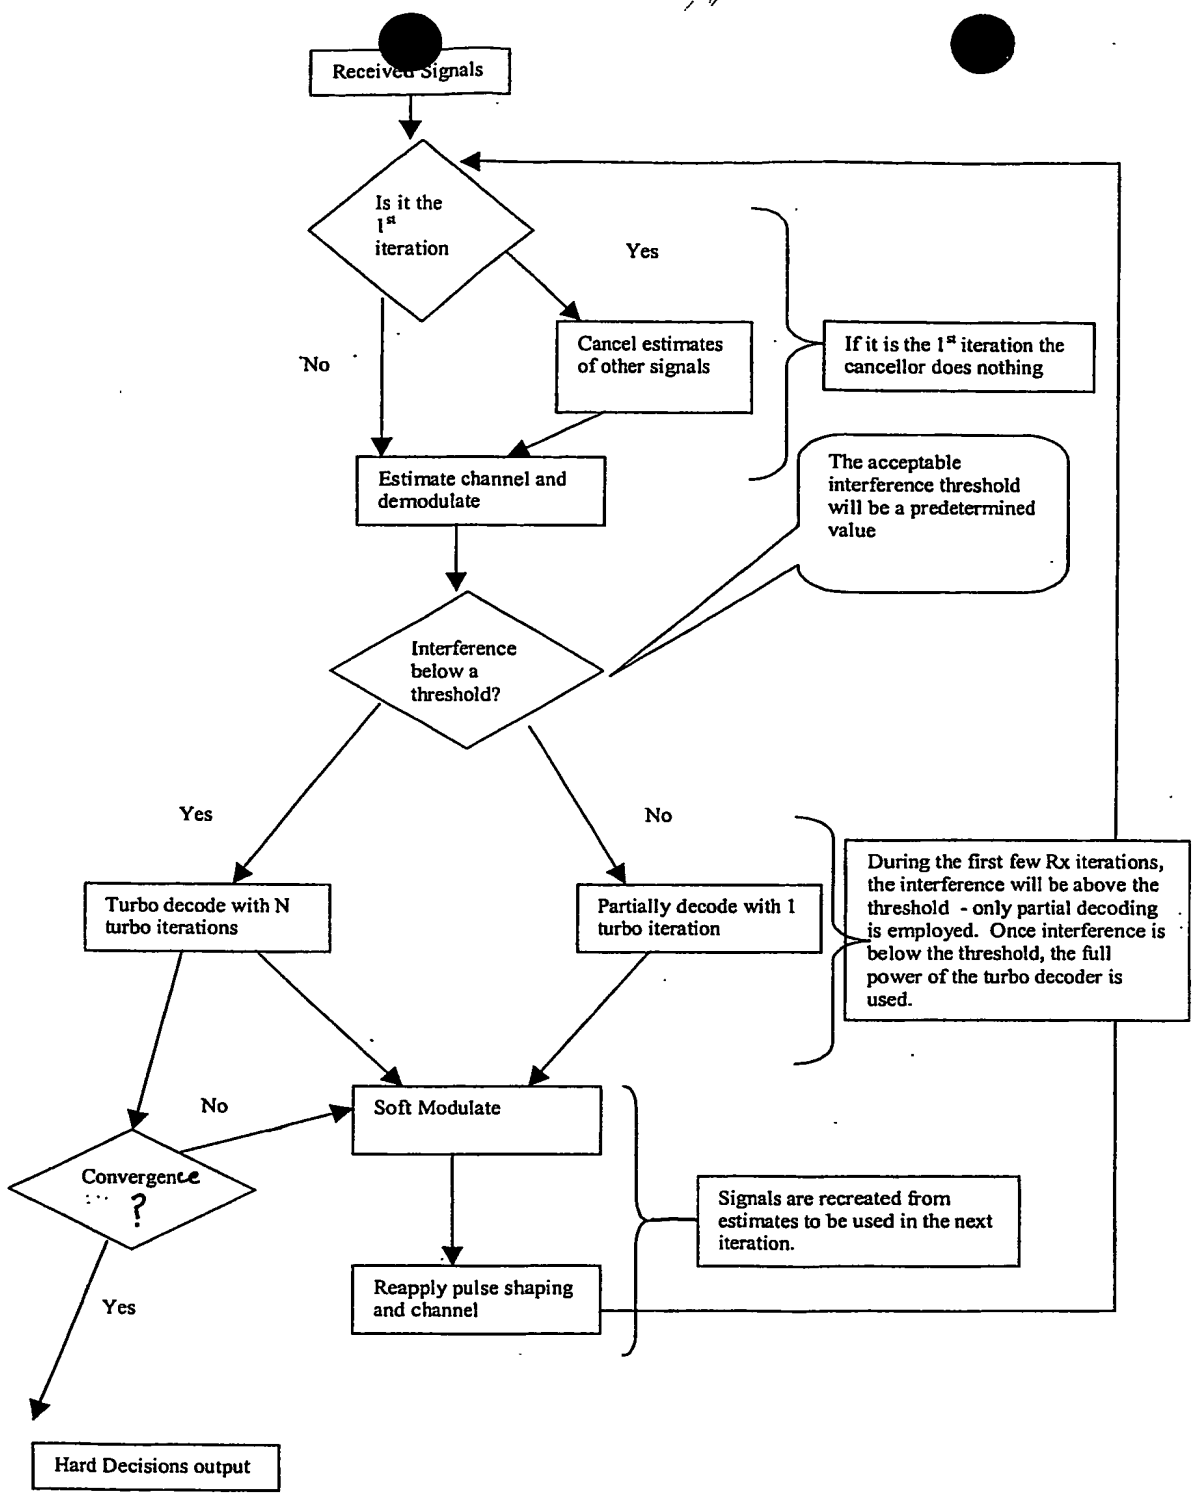 Received Signals
Is it the
1st
iteration
Yes
No
Cancel estimates
of other signals
If it is the 1st iteration the
cancellor does nothing
Estimate channel and
demodulate
The acceptable
interference threshold
will be a predetermined
value
Interference
below a
threshold?
Yes
No
Turbo decode with N
turbo iterations
Partially decode with 1
turbo iteration
During the first few Rx iterations,
the interference will be above the
threshold - only partial decoding
is employed. Once interference is
below the threshold, the full
power of the turbo decoder is
used.
No
Soft Modulate
Convergence
?
Signals are recreated from
estimates to be used in the next
iteration.
Reapply pulse shaping
and channel
Yes
Hard Decisions output